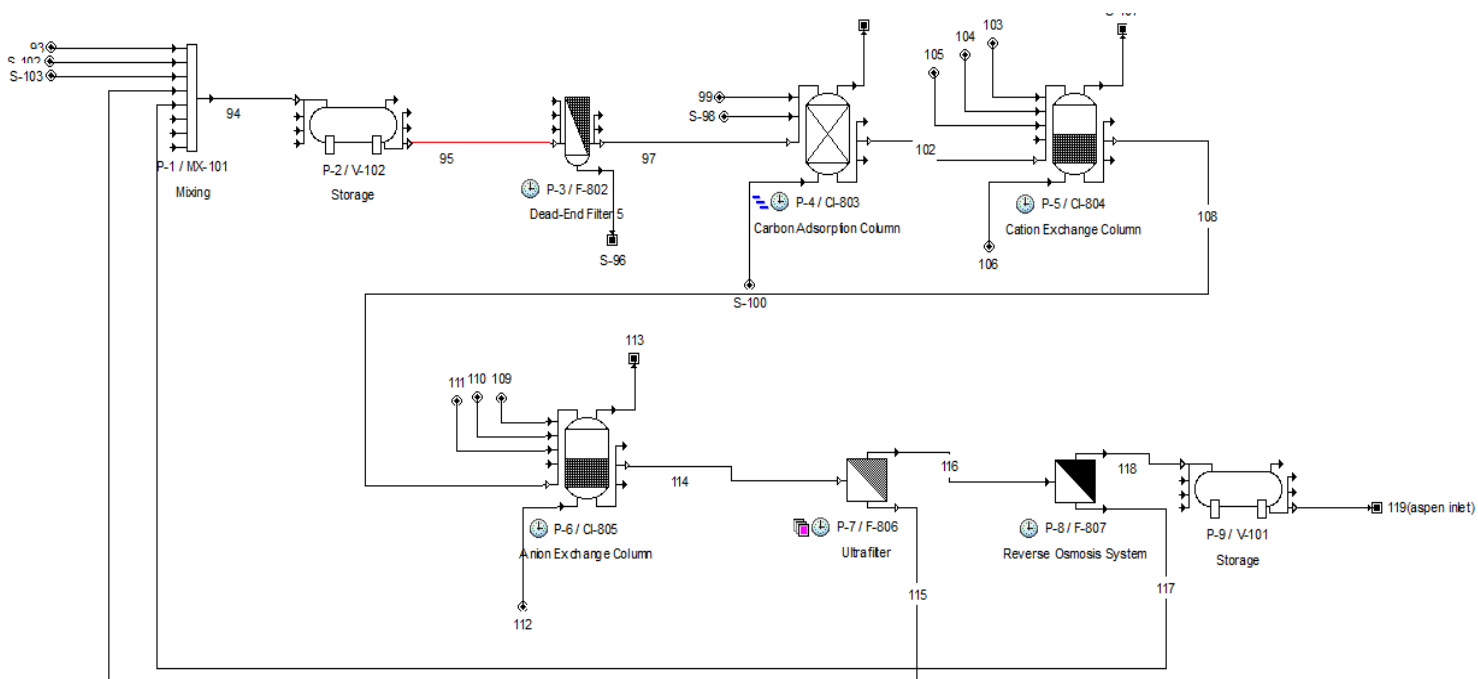 103
104
105
93
S-103
99
S-98
94
95
97
102
P-1 / MX-101
Mixing
P-2 / V-102
Storage
P-3 / F-802
Dead-End Filter 5
P-4 / CI-803
Carbon Adsorption Column
P-5 / CI-804
Cation Exchange Column
108
S-96
106
S-100
113
111
110
109
114
116
118
119(aspen inlet)
P-6 / CI-805
Anion Exchange Column
P-7 / F-806
Ultrafilter
P-8 / F-807
Reverse Osmosis System
P-9 / V-101
Storage
115
117
112